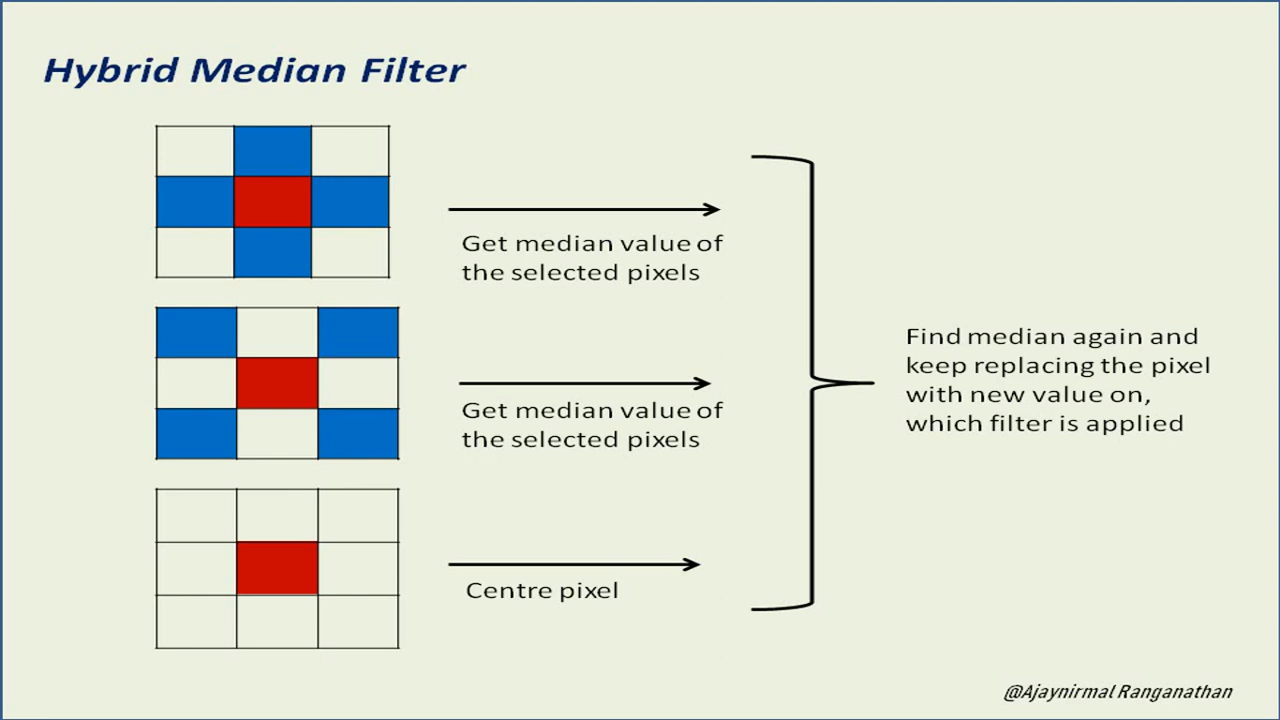 Hybrid Median Filter
Get median value of
the selected pixels
Get median value of
the selected pixels
Centre pixel
Find median again and
keep replacing the pixel
with new value on,
which filter is applied
@Ajaynirmal Ranganathan